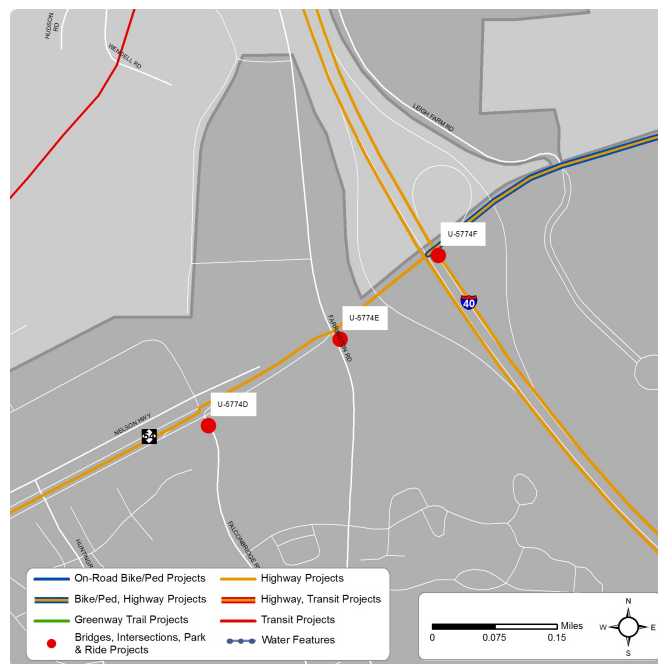 HUDSON
RD
WENDELL RD
LEIGH FARM RD
U-5774F
40
U-5774E
FARRINGTON RD
U-5774D
NELSON HWY
54
FALCONBRIDGE R
HUNTING
On-Road Bike/Ped Projects
Highway Projects
Bike/Ped, Highway Projects
Highway, Transit Projects
Greenway Trail Projects
Transit Projects
Bridges, Intersections, Park
& Ride Projects
Water Features
Miles
0 0.075 0.15
N
W E
S